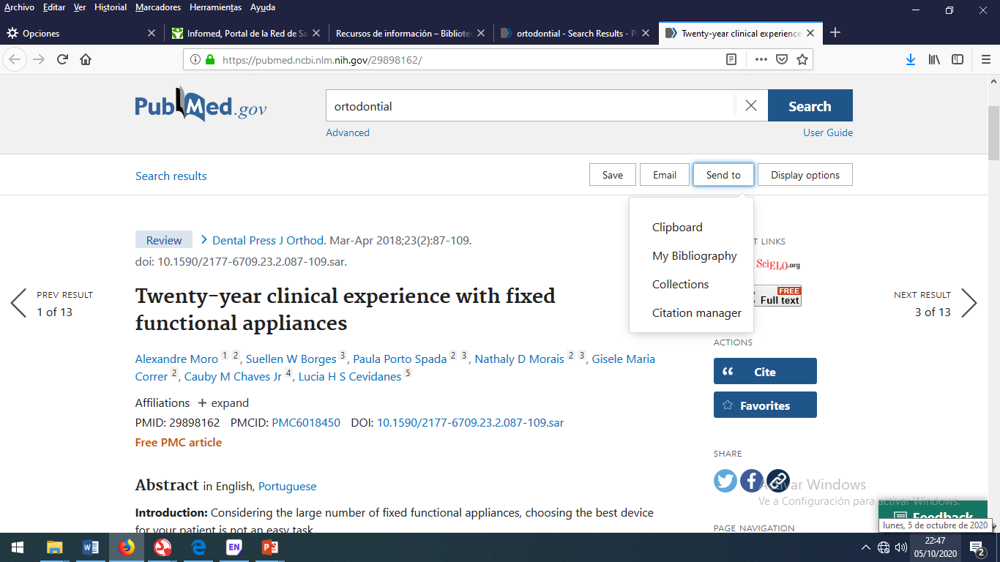 Archivo Editar Ver Historial Marcadores Herramientas Ayuda
Opciones
Infomed, Portal de la Red de Sa
Recursos de información – Bibliote
ortodontial - Search Results - P
Twenty-year clinical experience
https://pubmed.ncbi.nlm.nih.gov/29898162/
PubMed.gov
ortodontial
Search
Advanced
User Guide
Search results
Save
Email
Send to
Display options
Clipboard
My Bibliography
Collections
Citation manager
Review
Dental Press J Orthod. Mar-Apr 2018;23(2):87-109.
doi: 10.1590/2177-6709.23.2.087-109.sar.
Twenty-year clinical experience with fixed
functional appliances
Alexandre Moro 1 2, Suellen W Borges 3, Paula Porto Spada 2 3, Nathaly D Morais 2 3, Gisele Maria
Correr 2, Cauby M Chaves Jr 4, Lucia H S Cevidanes 5
Affiliations + expand
PMID: 29898162 PMCID: PMC6018450 DOI: 10.1590/2177-6709.23.2.087-109.sar
Free PMC article
Abstract in English, Portuguese
Introduction: Considering the large number of fixed functional appliances, choosing the best device
for your patient is not an easy task.
PREV RESULT
1 of 13
NEXT RESULT
3 of 13
T LINKS
SciELO.org
FREE
Full text
ACTIONS
Cite
Favorites
SHARE
PAGE NAVIGATION
Activar Windows
Ve a Configuración para activar Windows.
Feedback
lunes, 5 de octubre de 2020
EN
22:47
05/10/2020
2